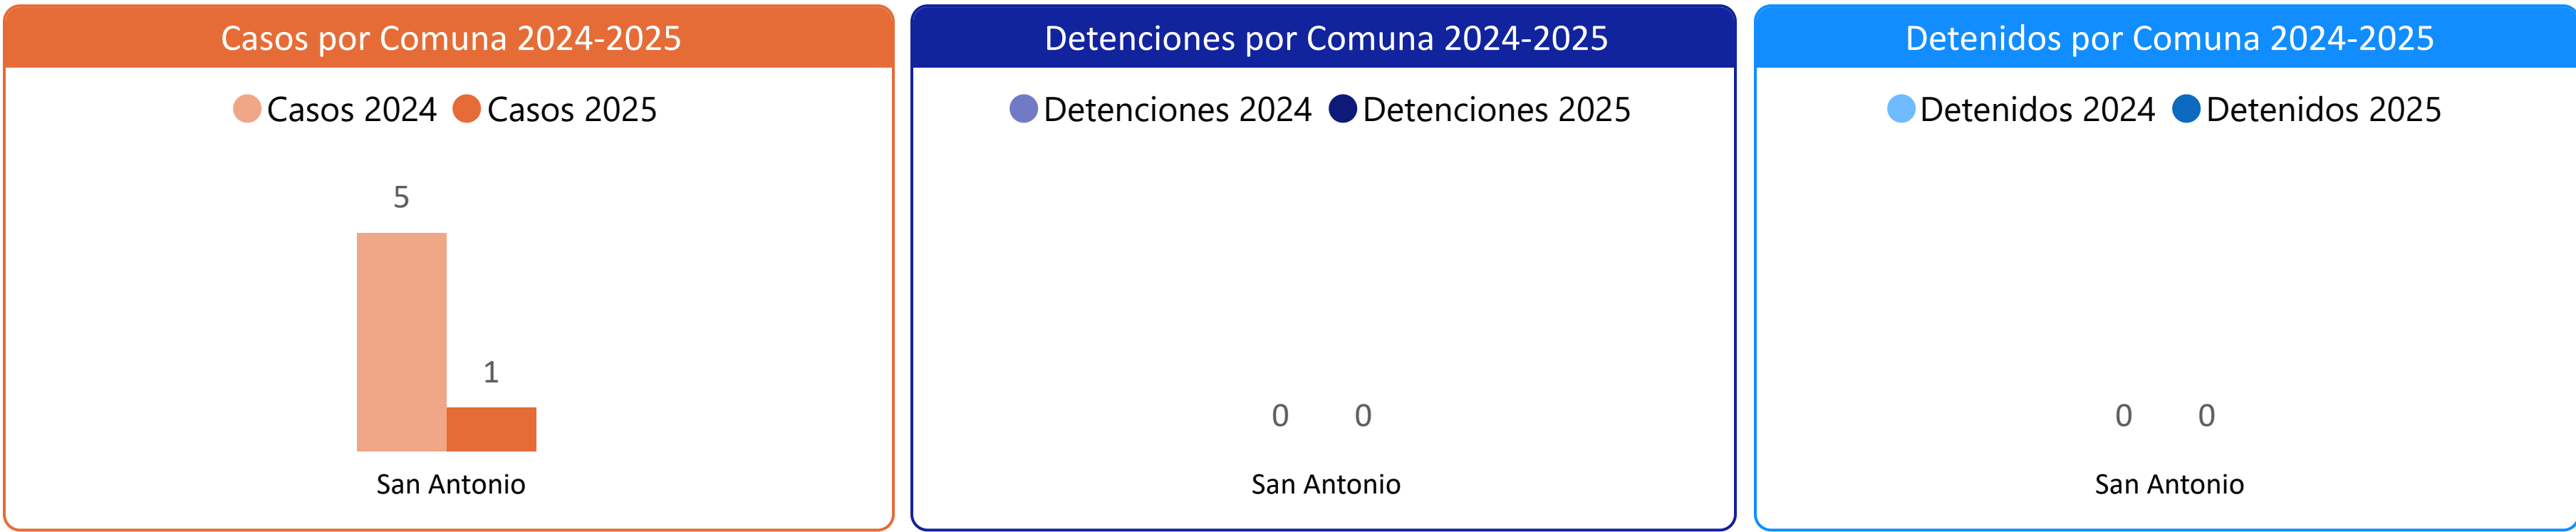 Casos por Comuna 2024-2025
Casos 2024 Casos 2025
5
1
San Antonio
Detenciones por Comuna 2024-2025
Detenciones 2024 Detenciones 2025
0 0
San Antonio
Detenidos por Comuna 2024-2025
Detenidos 2024 Detenidos 2025
0 0
San Antonio